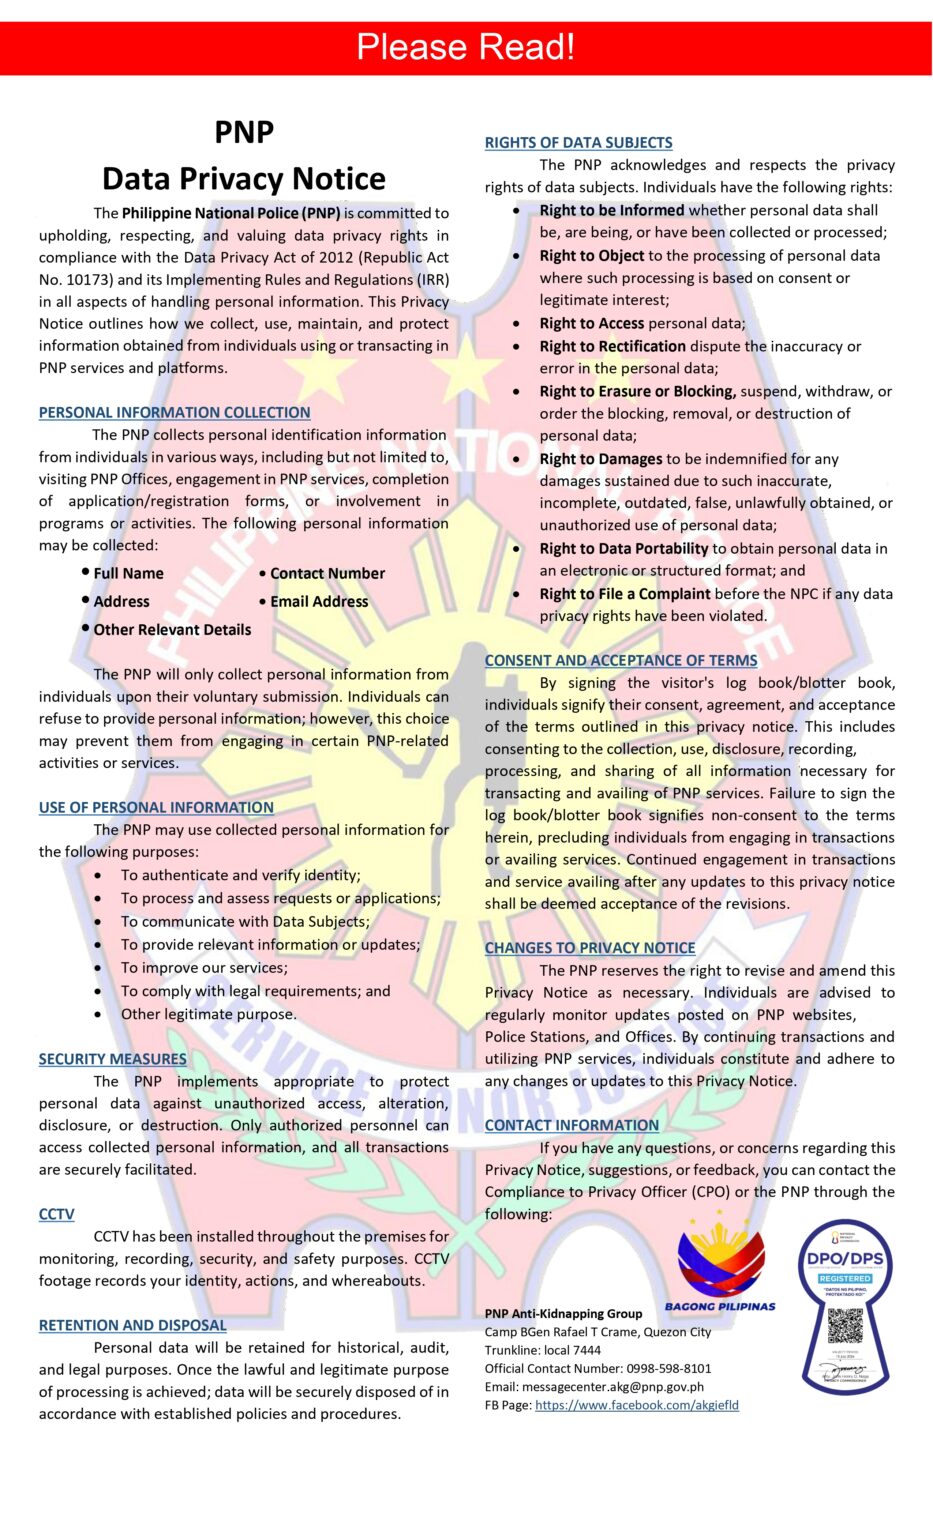 Please Read!
PNP
Data Privacy Notice
The Philippine National Police (PNP) is committed to
upholding, respecting, and valuing data privacy rights in
compliance with the Data Privacy Act of 2012 (Republic Act
No. 10173) and its Implementing Rules and Regulations (IRR)
in all aspects of handling personal information. This Privacy
Notice outlines how we collect, use, maintain, and protect
information obtained from individuals using or transacting in
PNP services and platforms.
PERSONAL INFORMATION COLLECTION
The PNP collects personal identification information
from individuals in various ways, including but not limited to,
visiting PNP Offices, engagement in PNP services, completion
of application/registration forms, or involvement in
programs or activities. The following personal information
may be collected:
• Full Name • Contact Number
• Address • Email Address
• Other Relevant Details
The PNP will only collect personal information from
individuals upon their voluntary submission. Individuals can
refuse to provide personal information; however, this choice
may prevent them from engaging in certain PNP-related
activities or services.
USE OF PERSONAL INFORMATION
The PNP may use collected personal information for
the following purposes:
• To authenticate and verify identity;
• To process and assess requests or applications;
• To communicate with Data Subjects;
• To provide relevant information or updates;
• To improve our services;
• To comply with legal requirements; and
• Other legitimate purpose.
SECURITY MEASURES
The PNP implements appropriate to protect
personal data against unauthorized access, alteration,
disclosure, or destruction. Only authorized personnel can
access collected personal information, and all transactions
are securely facilitated.
CCTV
CCTV has been installed throughout the premises for
monitoring, recording, security, and safety purposes. CCTV
footage records your identity, actions, and whereabouts.
RETENTION AND DISPOSAL
Personal data will be retained for historical, audit,
and legal purposes. Once the lawful and legitimate purpose
of processing is achieved; data will be securely disposed of in
accordance with established policies and procedures.
RIGHTS OF DATA SUBJECTS
The PNP acknowledges and respects the privacy
rights of data subjects. Individuals have the following rights:
• Right to be Informed whether personal data shall
be, are being, or have been collected or processed;
• Right to Object to the processing of personal data
where such processing is based on consent or
legitimate interest;
• Right to Access personal data;
• Right to Rectification dispute the inaccuracy or
error in the personal data;
• Right to Erasure or Blocking, suspend, withdraw, or
order the blocking, removal, or destruction of
personal data;
• Right to Damages to be indemnified for any
damages sustained due to such inaccurate,
incomplete, outdated, false, unlawfully obtained, or
unauthorized use of personal data;
• Right to Data Portability to obtain personal data in
an electronic or structured format; and
• Right to File a Complaint before the NPC if any data
privacy rights have been violated.
CONSENT AND ACCEPTANCE OF TERMS
By signing the visitor's log book/blotter book,
individuals signify their consent, agreement, and acceptance
of the terms outlined in this privacy notice. This includes
consenting to the collection, use, disclosure, recording,
processing, and sharing of all information necessary for
transacting and availing of PNP services. Failure to sign the
log book/blotter book signifies non-consent to the terms
herein, precluding individuals from engaging in transactions
or availing services. Continued engagement in transactions
and service availing after any updates to this privacy notice
shall be deemed acceptance of the revisions.
CHANGES TO PRIVACY NOTICE
The PNP reserves the right to revise and amend this
Privacy Notice as necessary. Individuals are advised to
regularly monitor updates posted on PNP websites,
Police Stations, and Offices. By continuing transactions and
utilizing PNP services, individuals constitute and adhere to
any changes or updates to this Privacy Notice.
CONTACT INFORMATION
If you have any questions, or concerns regarding this
Privacy Notice, suggestions, or feedback, you can contact the
Compliance to Privacy Officer (CPO) or the PNP through the
following:
PNP Anti-Kidnapping Group
Camp BGen Rafael T Crame, Quezon City
Trunkline: local 7444
Official Contact Number: 0998-598-8101
Email: messagecenter.akg@pnp.gov.ph
FB Page: https://www.facebook.com/akgiefld
BAGONG PILIPINAS
DPO/DPS
REGISTERED
"DATOS NG PILIPINO,
PROTEKTADO KO!"
PHILIPPINE NATIONAL POLICE
SERVICE HONOR JUSTICE